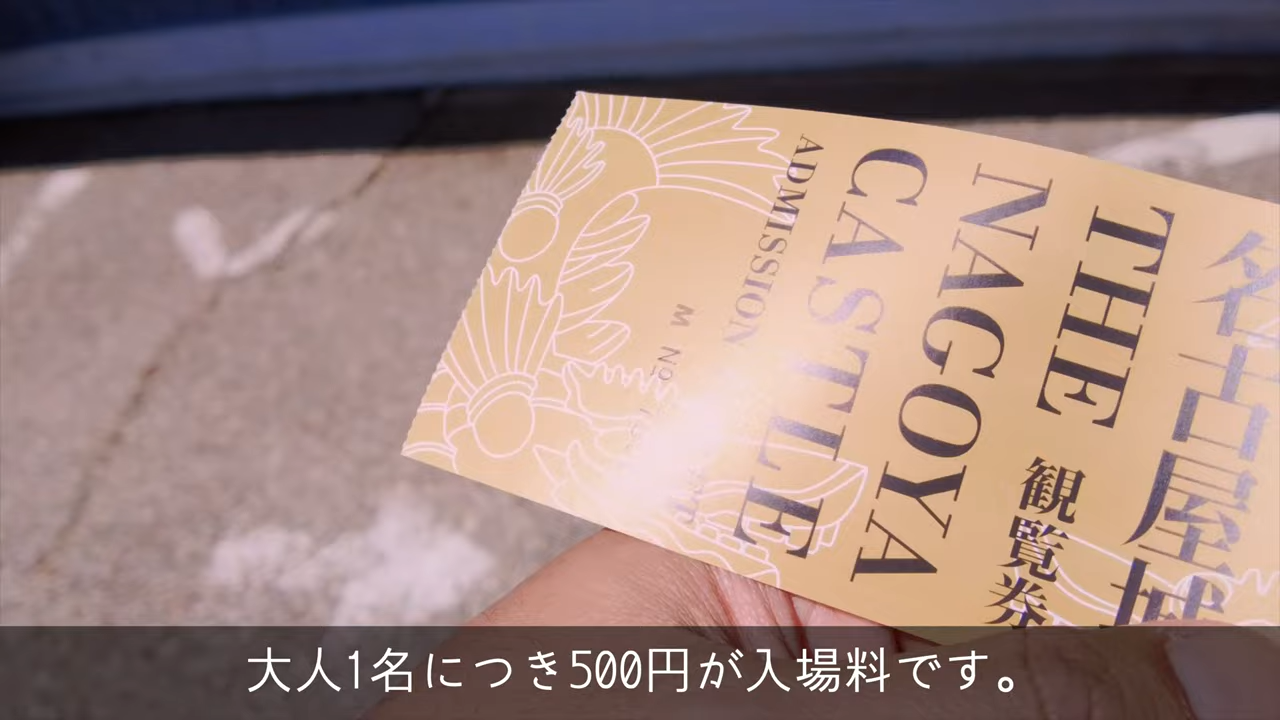 名古屋城
THE
観覧券
NAGOYA
CASTLE
ADMISSION
M No
大人1名につき500円が入場料です。